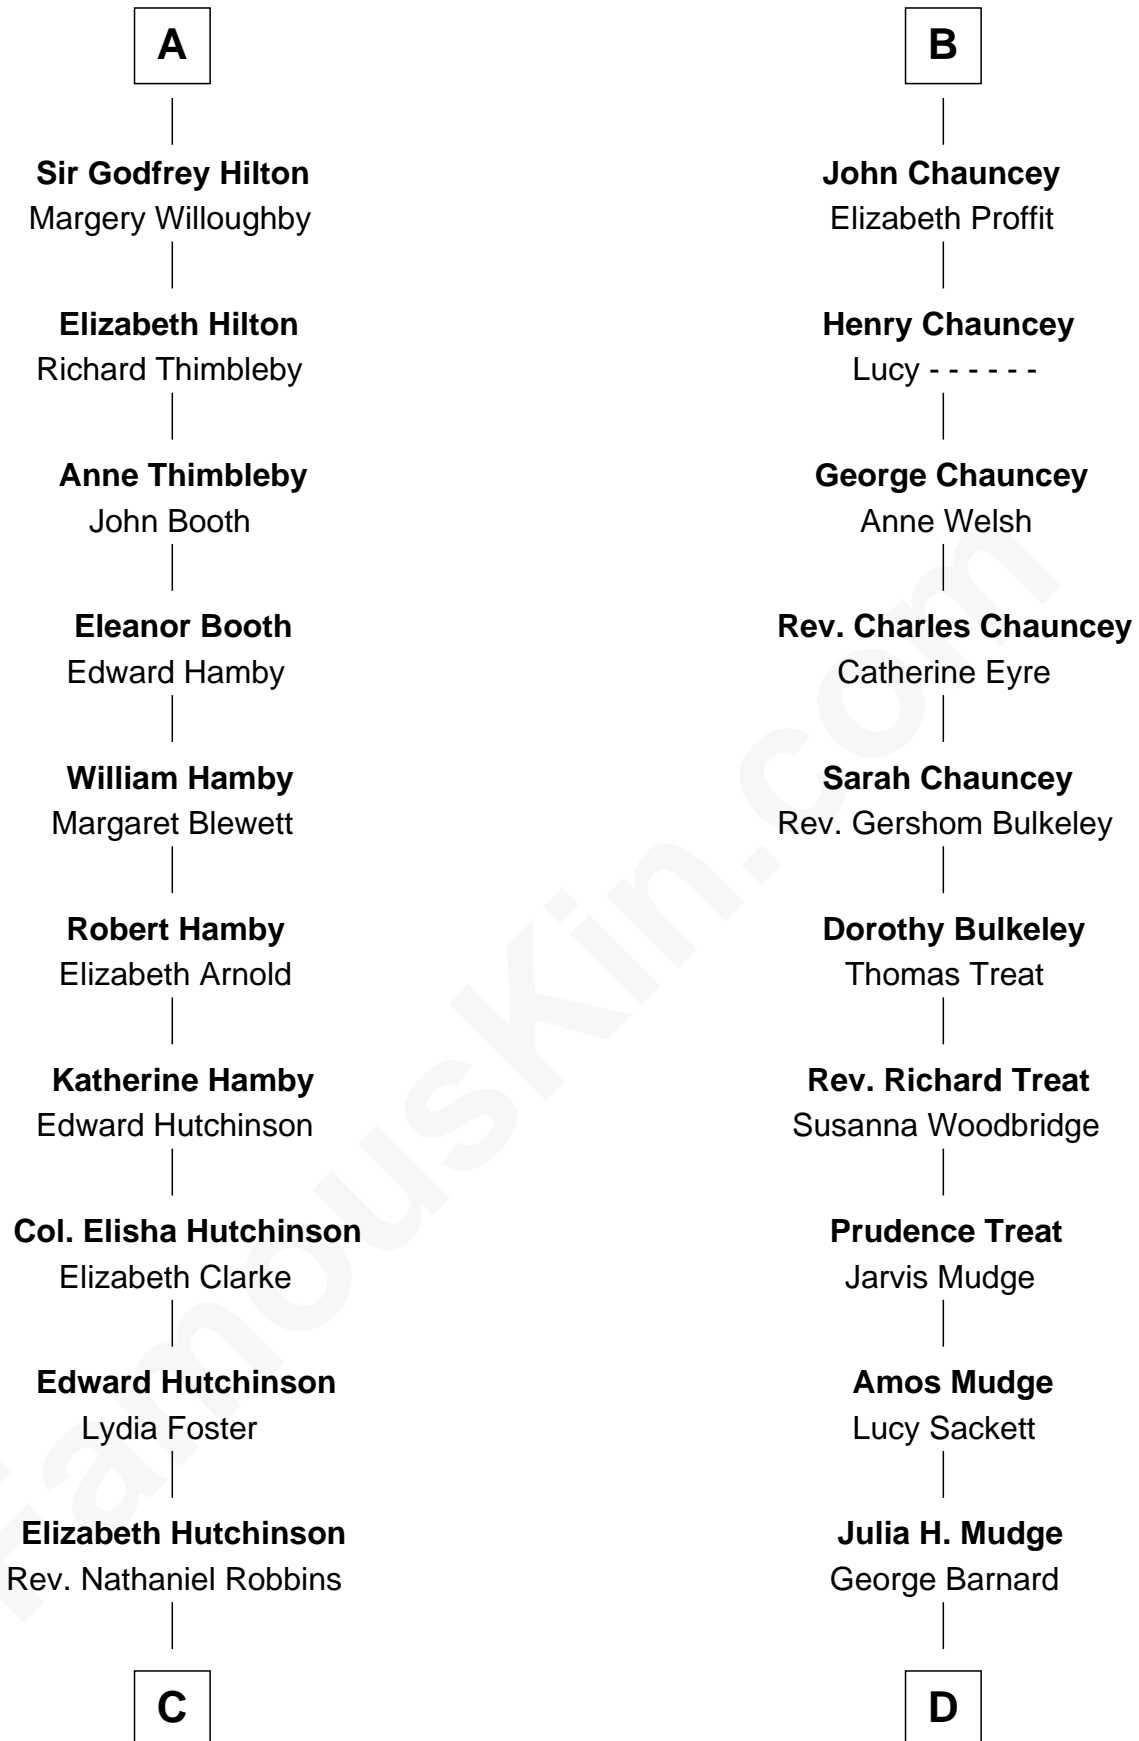 A
Sir Godfrey Hilton
Margery Willoughby
Elizabeth Hilton
Richard Thimbleby
Anne Thimbleby
John Booth
Eleanor Booth
Edward Hamby
William Hamby
Margaret Blewett
Robert Hamby
Elizabeth Arnold
Katherine Hamby
Edward Hutchinson
Col. Elisha Hutchinson
Elizabeth Clarke
Edward Hutchinson
Lydia Foster
Elizabeth Hutchinson
Rev. Nathaniel Robbins
C
B
John Chauncey
Elizabeth Proffit
Henry Chauncey
Lucy - - - - - -
George Chauncey
Anne Welsh
Rev. Charles Chauncey
Catherine Eyre
Sarah Chauncey
Rev. Gershom Bulkeley
Dorothy Bulkeley
Thomas Treat
Rev. Richard Treat
Susanna Woodbridge
Prudence Treat
Jarvis Mudge
Amos Mudge
Lucy Sackett
Julia H. Mudge
George Barnard
D
FamousKin.com